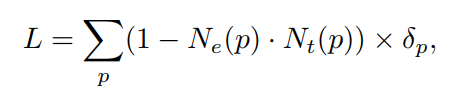 L = ∑_p (1 − N_e(p) · N_t(p)) × δ_p,